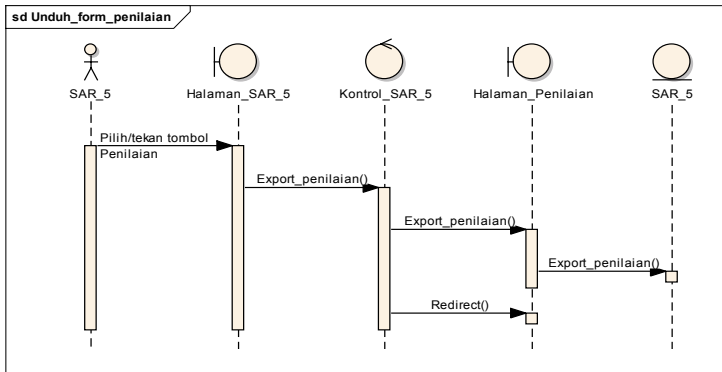 sd Unduh_form_penilaian
SAR_5
Halaman_SAR_5
Kontrol_SAR_5
Halaman_Penilaian
SAR_5
Pilih/tekan tombol
Penilaian
Export_penilaian()
Export_penilaian()
Export_penilaian()
Redirect()